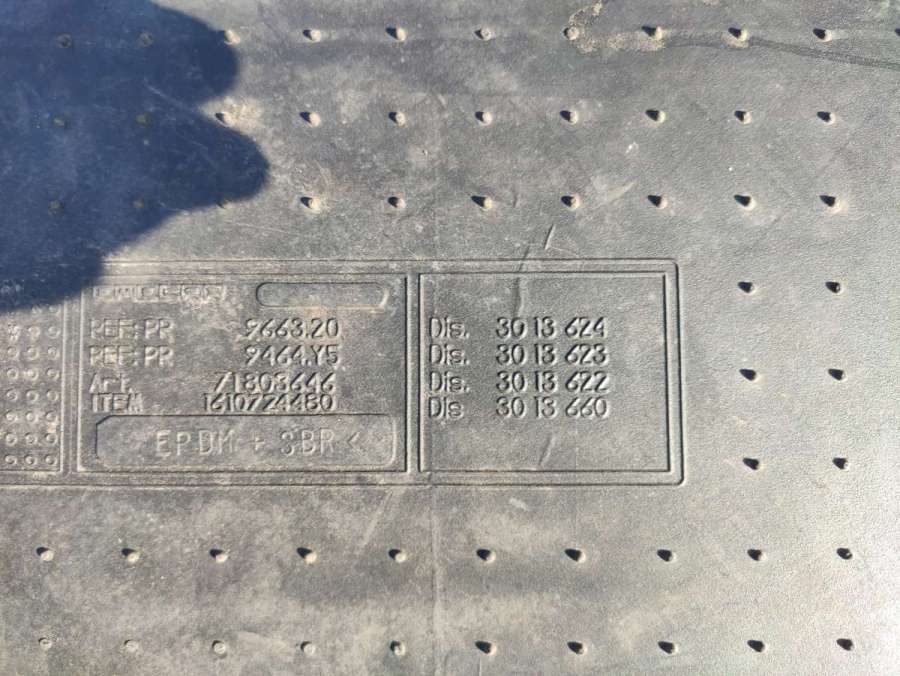 REF:PR 9663.20
REF:PR 9464.Y5
Art. 71803646
ITEM 1610724480
EPDM + SBR <
Dis. 30 13 624
Dis. 30 13 623
Dis. 30 13 622
Dis 30 13 660